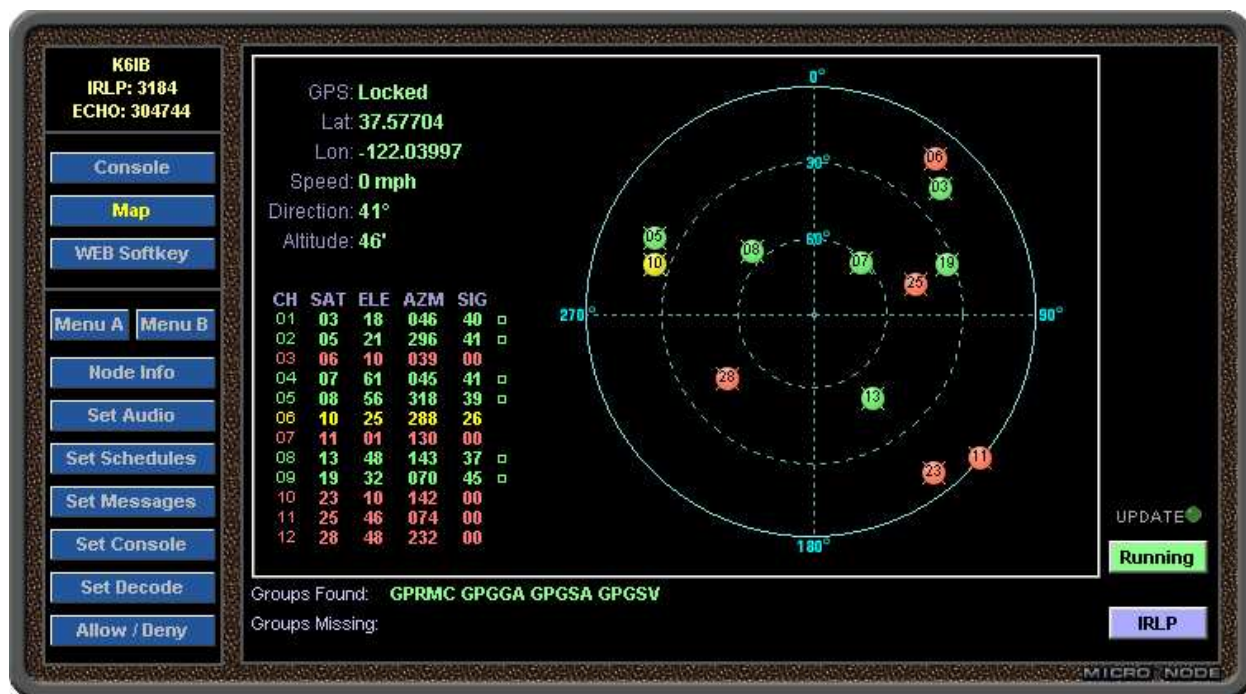 K6IB
IRLP: 3184
ECHO: 304744
Console
Map
WEB Softkey
Menu A Menu B
Node Info
Set Audio
Set Schedules
Set Messages
Set Console
Set Decode
Allow / Deny
GPS: Locked
Lat: 37.57704
Lon: -122.03997
Speed: 0 mph
Direction: 41°
Altitude: 46'
CH SAT ELE AZM SIG
01 03 18 046 40
02 05 21 296 41
03 06 10 039 00
04 07 61 045 41
05 08 56 318 39
06 10 25 288 26
07 11 01 130 00
08 13 48 143 37
09 19 32 070 45
10 23 10 142 00
11 25 46 074 00
12 28 48 232 00
0°
06
30°
03
05
60°
08
10
07
19
25
270°
90°
28
13
11
23
180°
Groups Found: GPRMC GPGGA GPGSA GPGSV
Groups Missing:
UPDATE
Running
IRLP
MICRO NODE